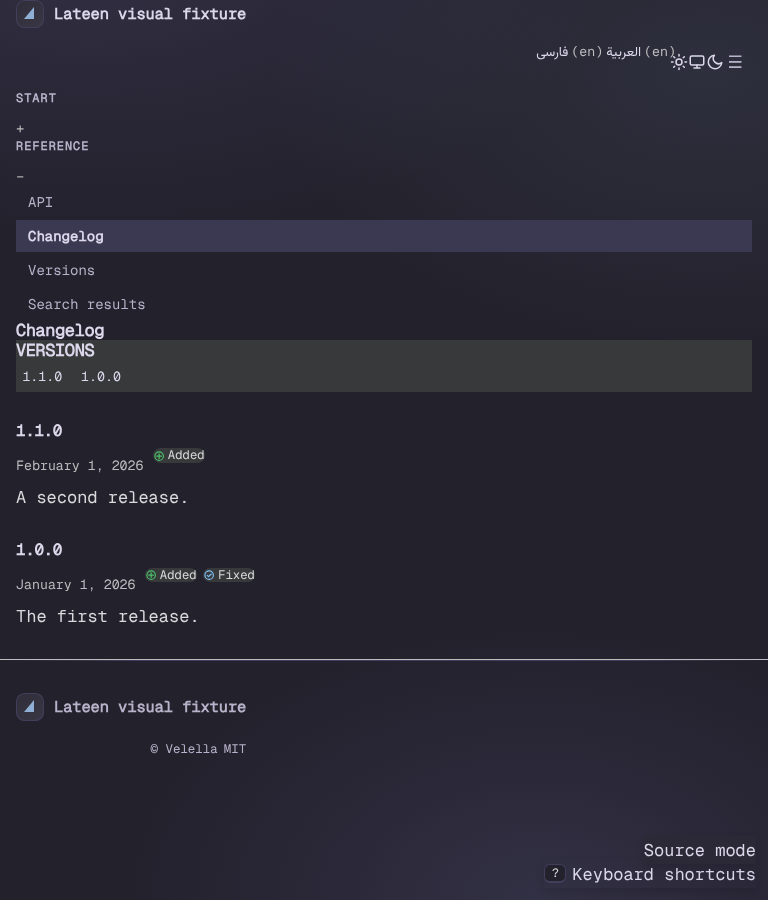 Lateen visual fixture
فارسی (en) العربية (en)
START
+
REFERENCE
−
API
Changelog
Versions
Search results
Changelog
VERSIONS
1.1.0 1.0.0
1.1.0
February 1, 2026 Added
A second release.
1.0.0
January 1, 2026 Added Fixed
The first release.
Lateen visual fixture
© Velella MIT
Source mode
? Keyboard shortcuts